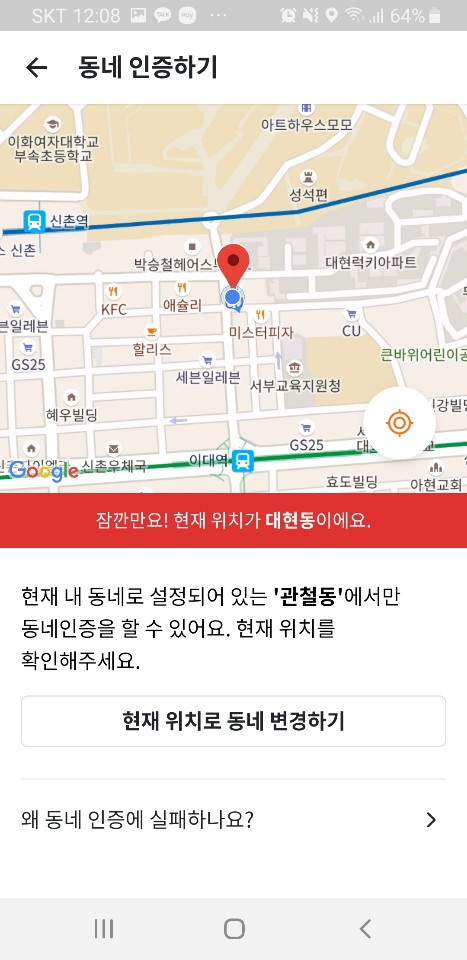 SKT 12:08 TALK Pay ... 64%
동네 인증하기
이화여자대학교
부속초등학교
아트하우스모모
성석편
신촌역
스 신촌
박승철헤어스
대현럭키아파트
KFC
애슐리
븐일레븐
할리스
미스터피자
CU
GS25
세븐일레븐
큰바위어린이공
서부교육지원청
혜우빌딩
신강빌딩
이대역
GS25
Google
신촌우체국
효도빌딩
아현교회
잠깐만요! 현재 위치가 대현동이에요.
현재 내 동네로 설정되어 있는 '관철동'에서만
동네인증을 할 수 있어요. 현재 위치를
확인해주세요.
현재 위치로 동네 변경하기
왜 동네 인증에 실패하나요?